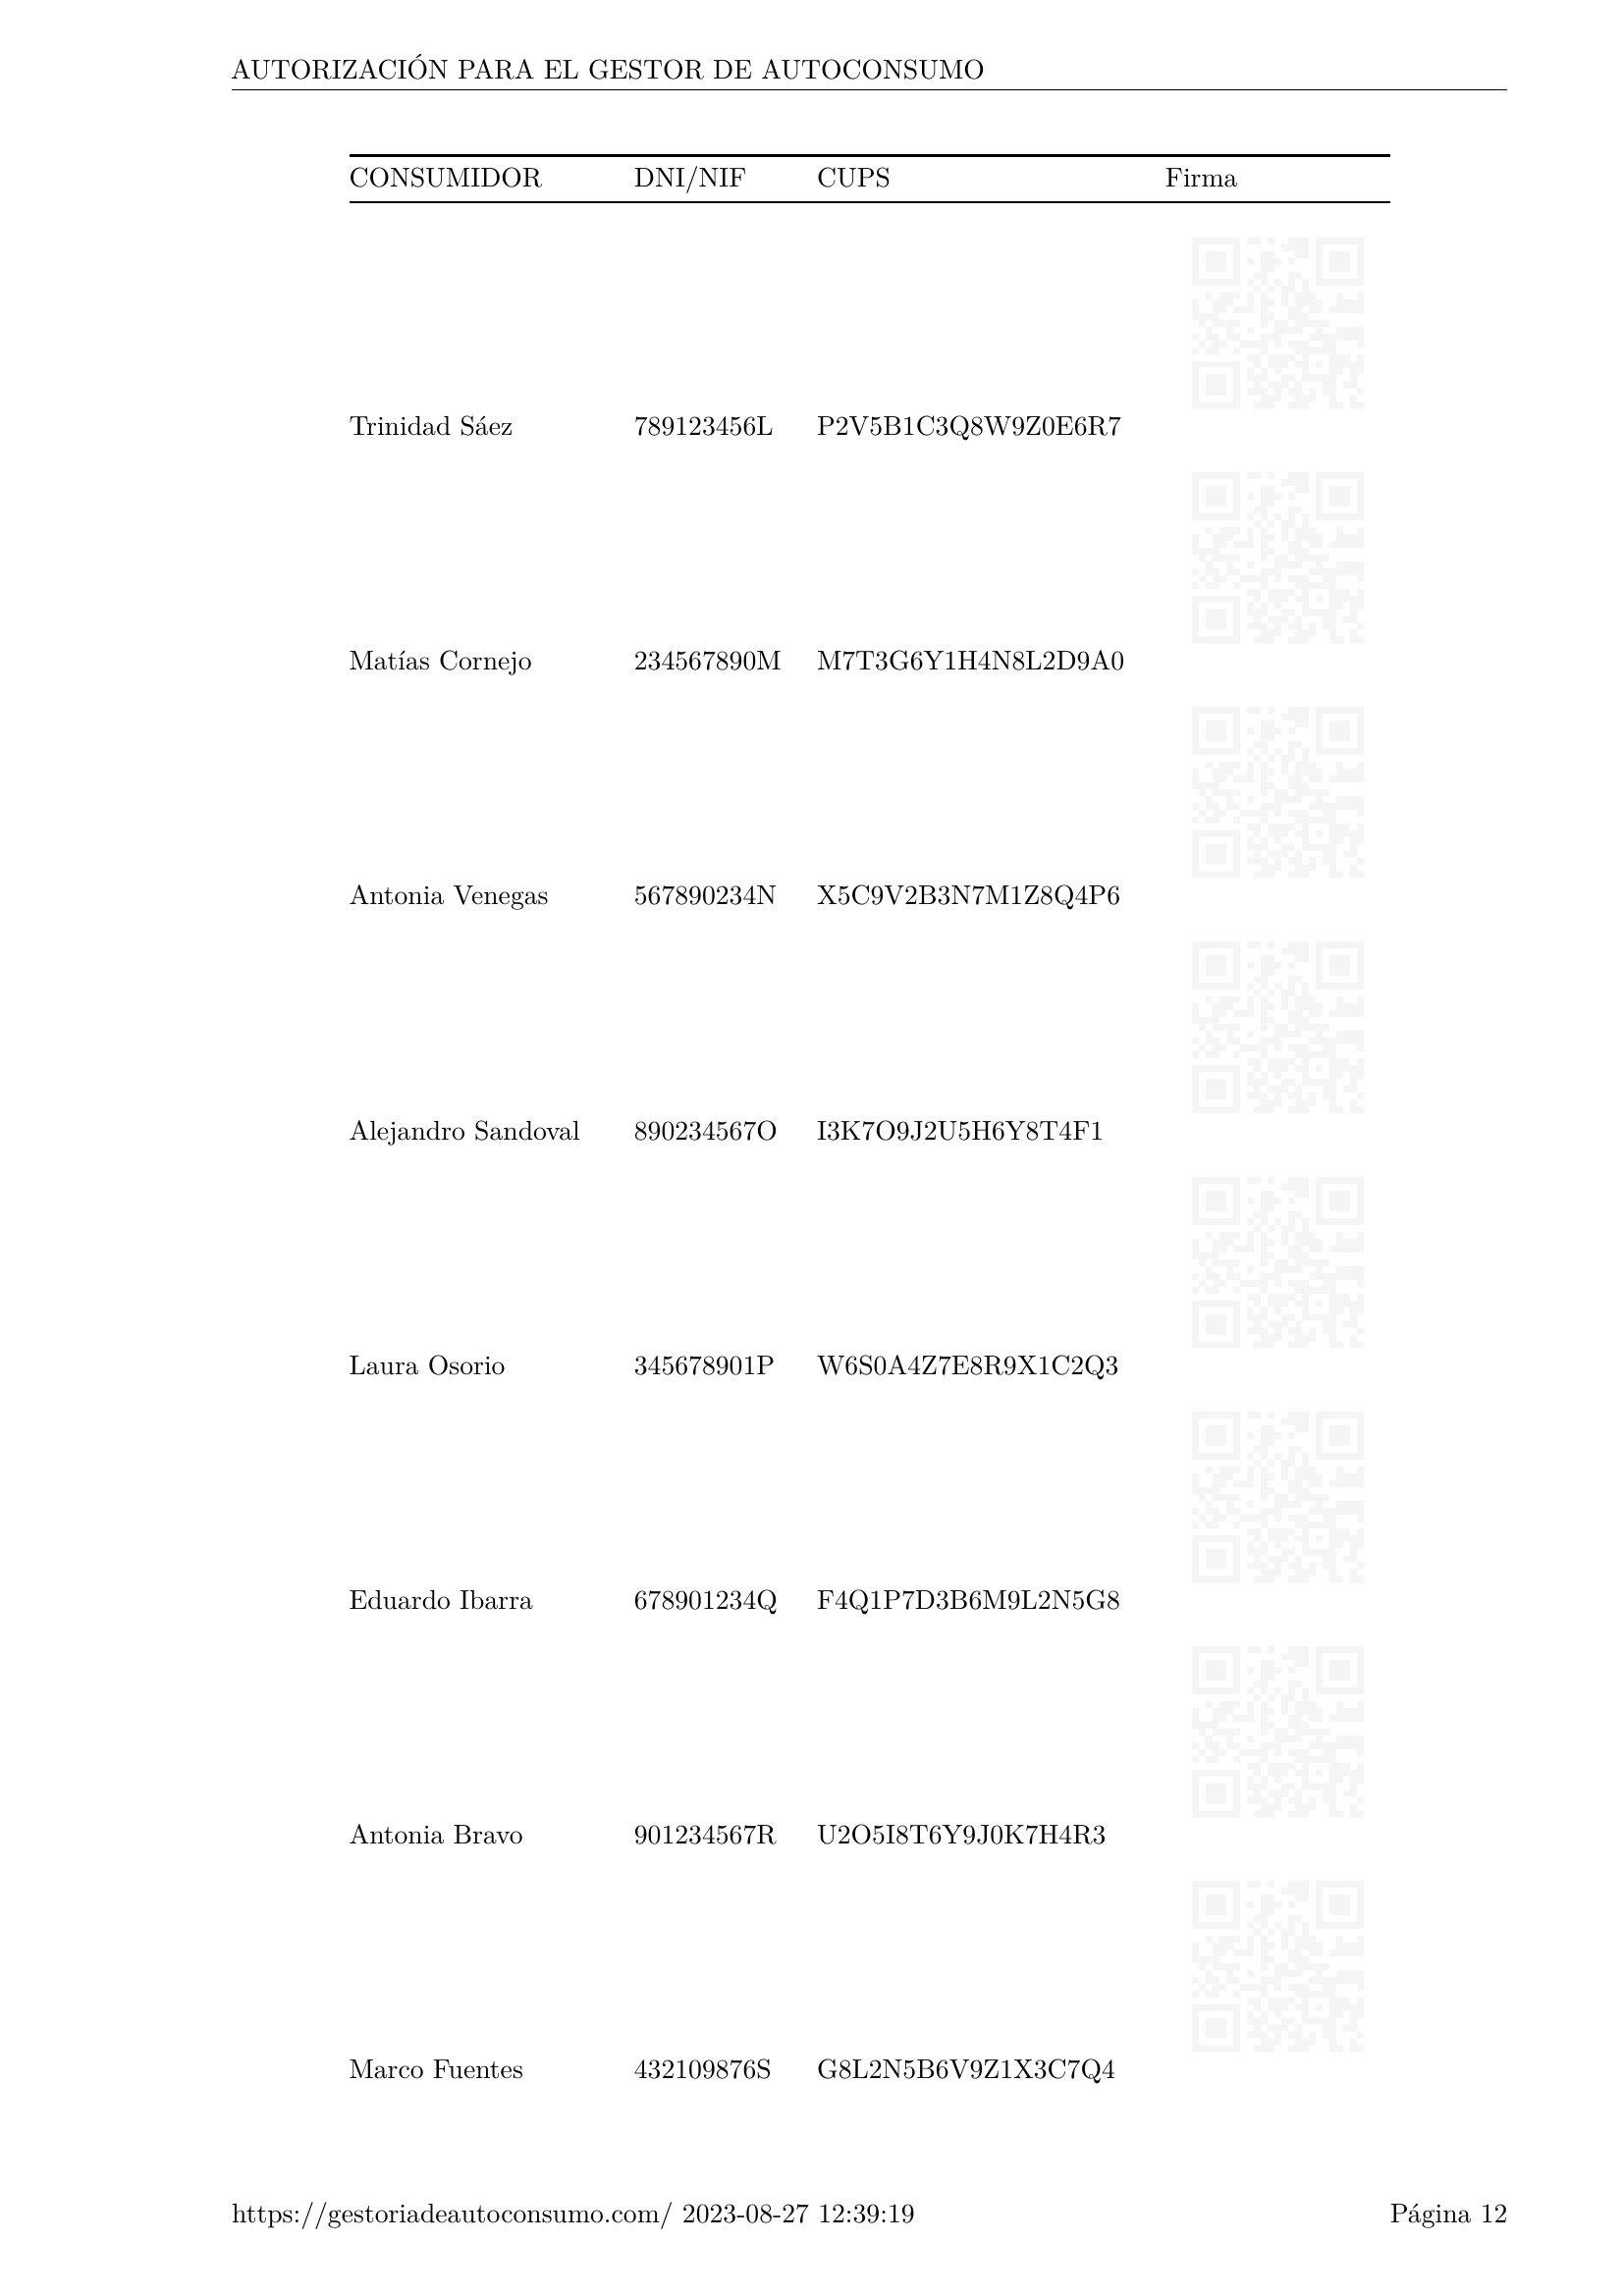 AUTORIZACIÓN PARA EL GESTOR DE AUTOCONSUMO
CONSUMIDOR DNI/NIF CUPS Firma
Trinidad Sáez 789123456L P2V5B1C3Q8W9Z0E6R7
Matías Cornejo 234567890M M7T3G6Y1H4N8L2D9A0
Antonia Venegas 567890234N X5C9V2B3N7M1Z8Q4P6
Alejandro Sandoval 890234567O I3K7O9J2U5H6Y8T4F1
Laura Osorio 345678901P W6S0A4Z7E8R9X1C2Q3
Eduardo Ibarra 678901234Q F4Q1P7D3B6M9L2N5G8
Antonia Bravo 901234567R U2O5I8T6Y9J0K7H4R3
Marco Fuentes 432109876S G8L2N5B6V9Z1X3C7Q4
https://gestoriadeautoconsumo.com/ 2023-08-27 12:39:19 Página 12